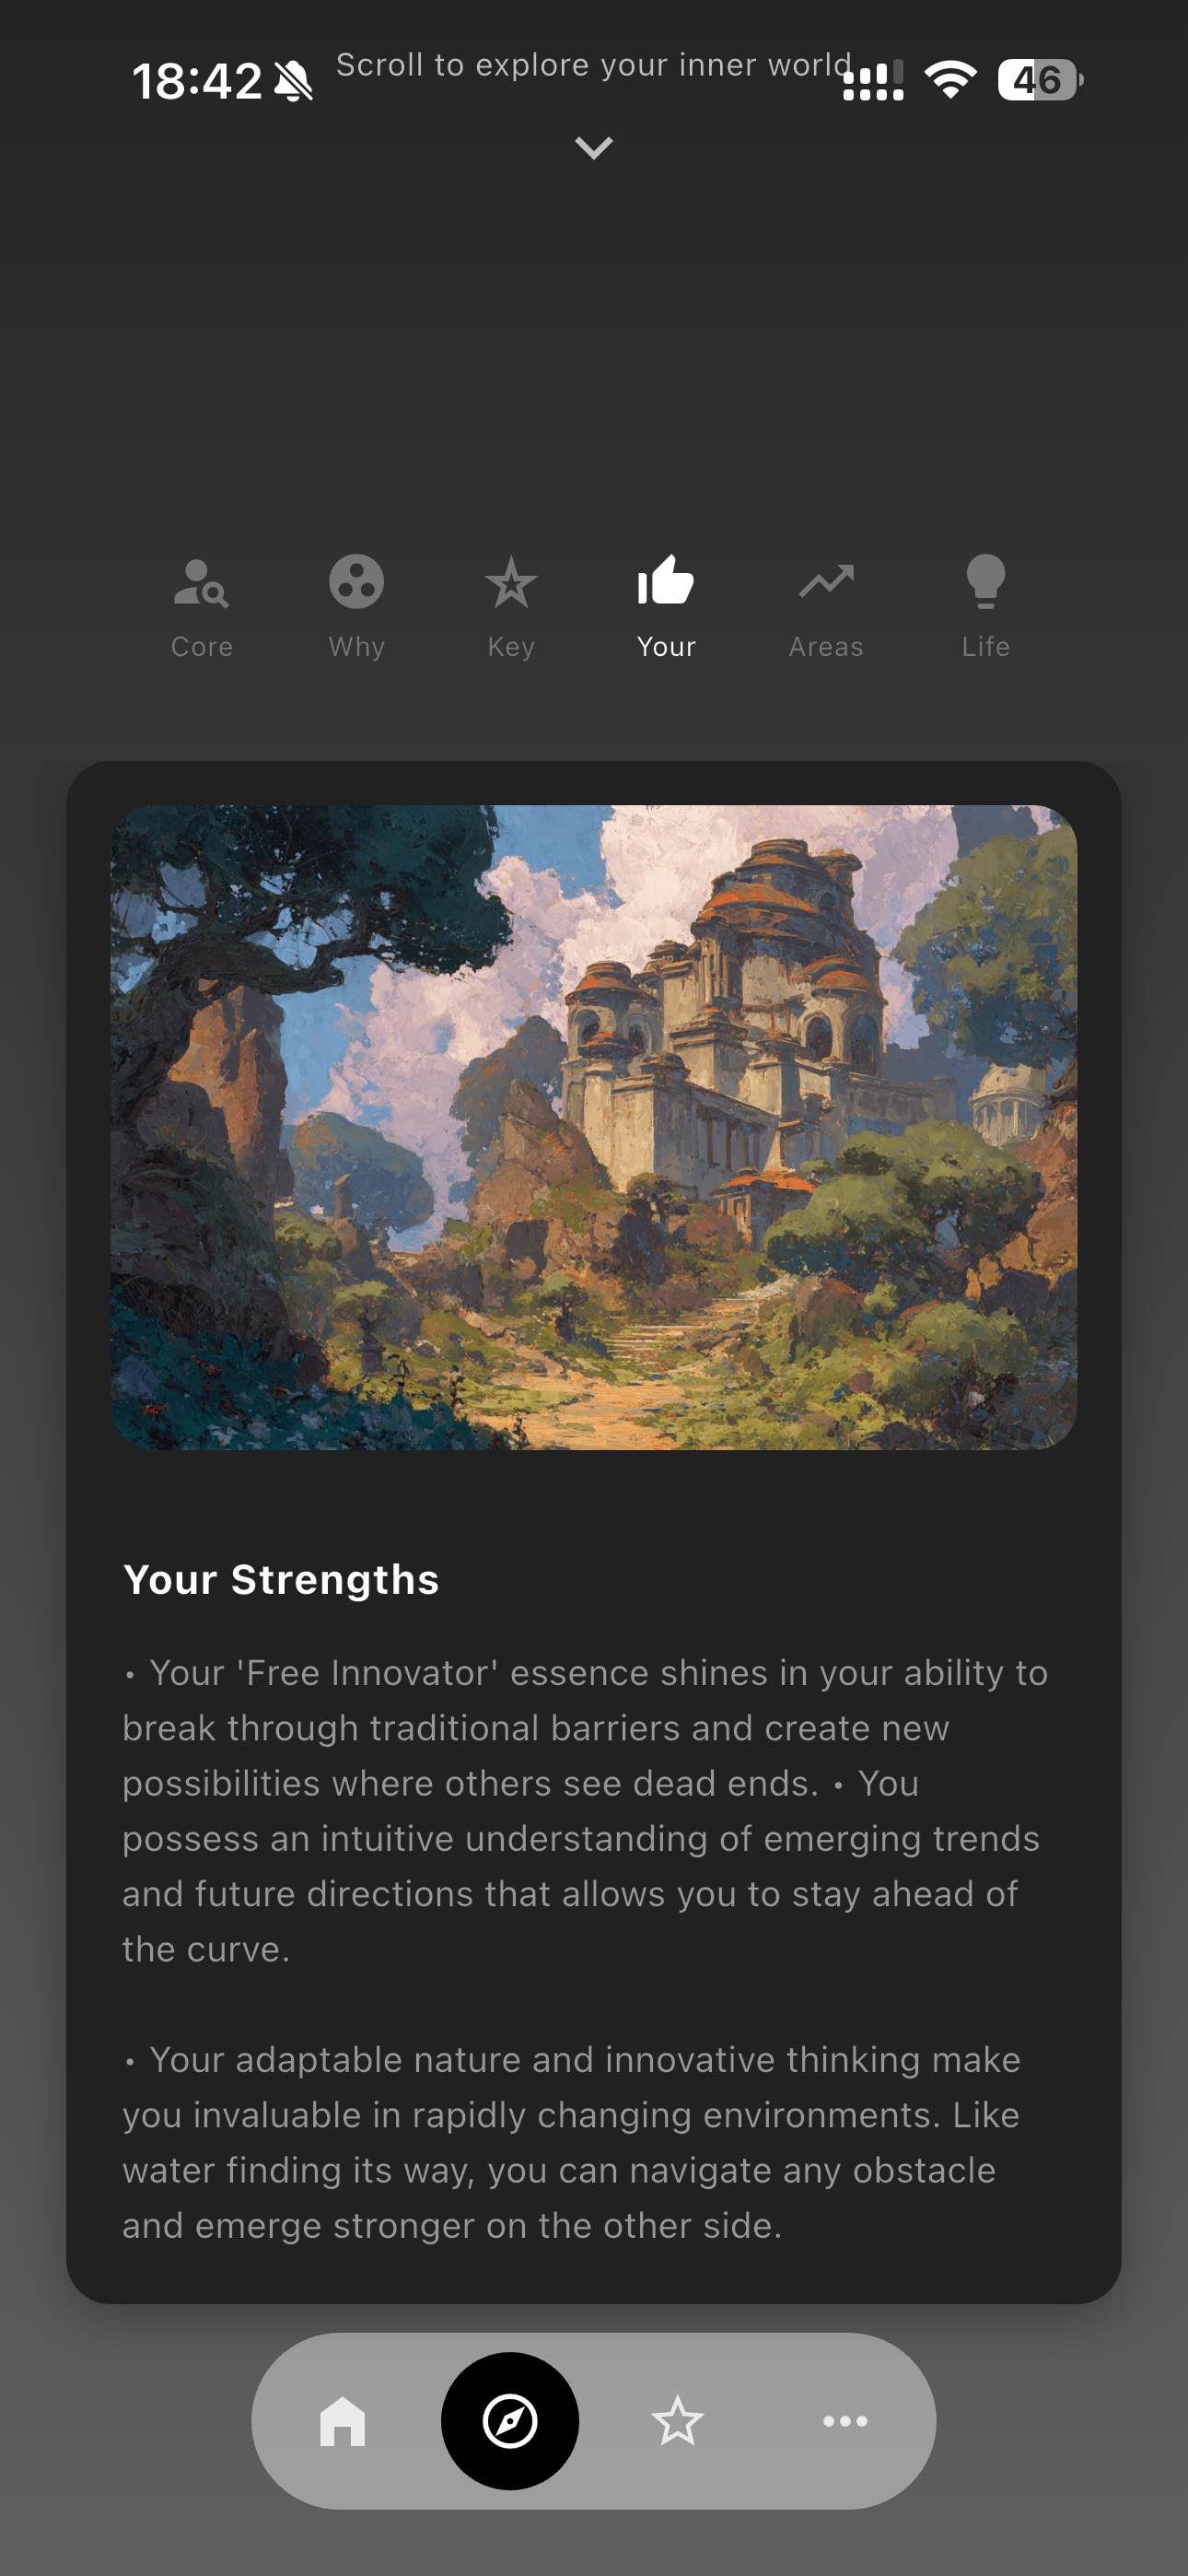 18:42
Scroll to explore your inner world
46
Core
Why
Key
Your
Areas
Life
Your Strengths
• Your 'Free Innovator' essence shines in your ability to
break through traditional barriers and create new
possibilities where others see dead ends. • You
possess an intuitive understanding of emerging trends
and future directions that allows you to stay ahead of
the curve.
• Your adaptable nature and innovative thinking make
you invaluable in rapidly changing environments. Like
water finding its way, you can navigate any obstacle
and emerge stronger on the other side.